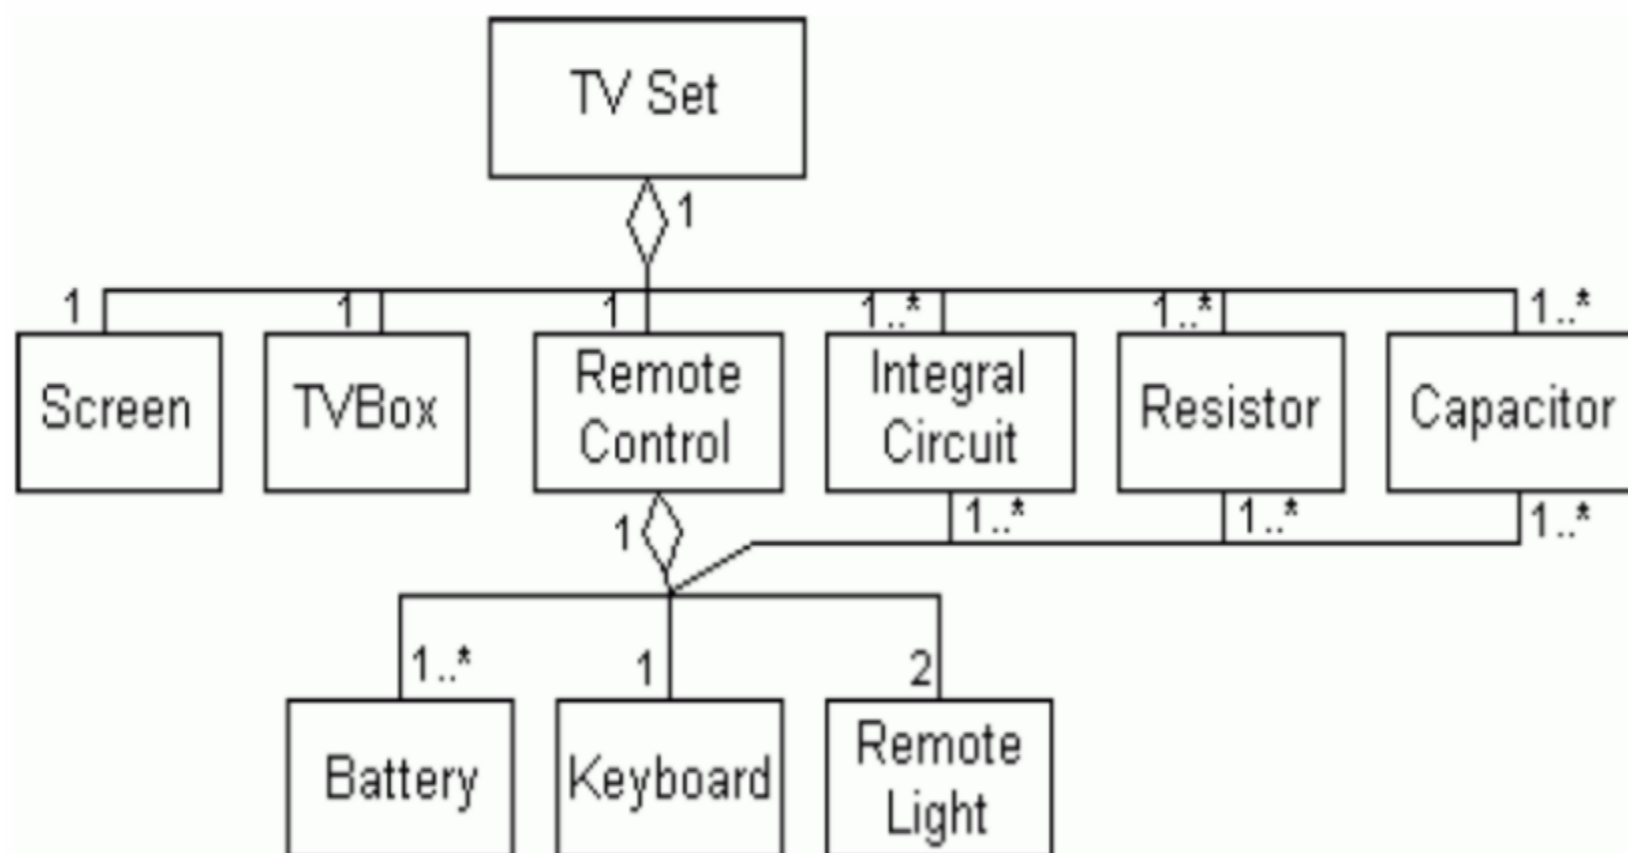 TV Set
1
1
1
1
1..*
1..*
1..*
Screen
TVBox
Remote
Control
Integral
Circuit
Resistor
Capacitor
1
1..*
1..*
1..*
1..*
1
2
Battery
Keyboard
Remote
Light